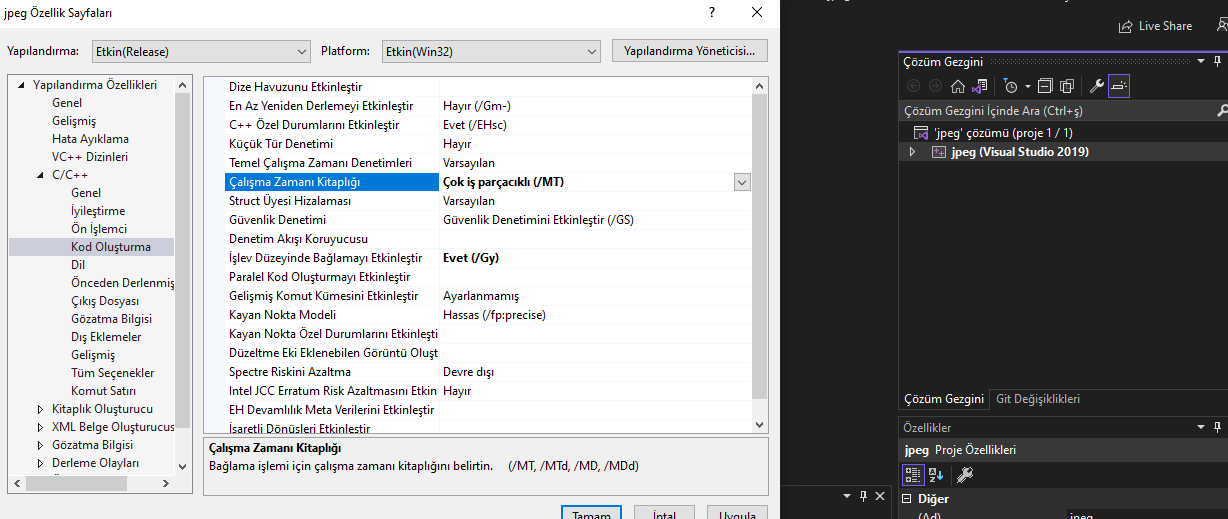 jpeg Özellik Sayfaları
Yapılandırma: Etkin(Release) Platform: Etkin(Win32) Yapılandırma Yöneticisi...
Yapılandırma Özellikleri
Genel
Gelişmiş
Hata Ayıklama
VC++ Dizinleri
C/C++
Genel
İyileştirme
Ön İşlemci
Kod Oluşturma
Dil
Önceden Derlenmiş
Çıkış Dosyası
Gözatma Bilgisi
Dış Eklemeler
Gelişmiş
Tüm Seçenekler
Komut Satırı
Kitaplık Oluşturucu
XML Belge Oluşturucus
Gözatma Bilgisi
Derleme Olayları
Dize Havuzunu Etkinleştir
En Az Yeniden Derlemeyi Etkinleştir Hayır (/Gm-)
C++ Özel Durumlarını Etkinleştir Evet (/EHsc)
Küçük Tür Denetimi Hayır
Temel Çalışma Zamanı Denetimleri Varsayılan
Çalışma Zamanı Kitaplığı Çok iş parçacıklı (/MT)
Struct Üyesi Hizalaması Varsayılan
Güvenlik Denetimi Güvenlik Denetimini Etkinleştir (/GS)
Denetim Akışı Koruyucusu
İşlev Düzeyinde Bağlamayı Etkinleştir Evet (/Gy)
Paralel Kod Oluşturmayı Etkinleştir
Gelişmiş Komut Kümesini Etkinleştir Ayarlanmamış
Kayan Nokta Modeli Hassas (/fp:precise)
Kayan Nokta Özel Durumlarını Etkinleşti
Düzeltme Eki Eklenebilen Görüntü Oluşt
Spectre Riskini Azaltma Devre dışı
Intel JCC Erratum Risk Azaltmasını Etkin Hayır
EH Devamlılık Meta Verilerini Etkinleştir
İşaretli Dönüşleri Etkinleştir
Çalışma Zamanı Kitaplığı
Bağlama işlemi için çalışma zamanı kitaplığını belirtin. (/MT, /MTd, /MD, /MDd)
Tamam İptal Uygula
Live Share
Çözüm Gezgini
Çözüm Gezgini İçinde Ara (Ctrl+ş)
'jpeg' çözümü (proje 1 / 1)
jpeg (Visual Studio 2019)
Çözüm Gezgini Git Değişiklikleri
Özellikler
jpeg Proje Özellikleri
Diğer
(Ad) jpeg